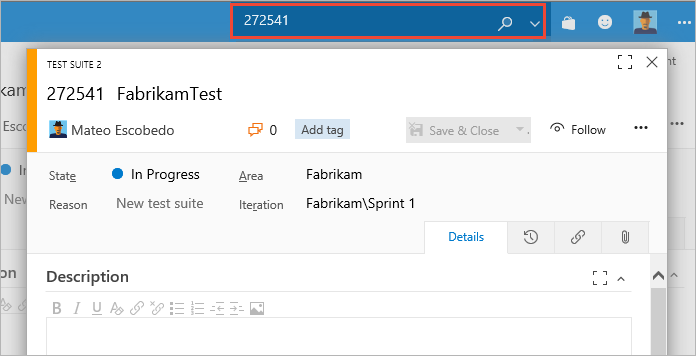 272541
TEST SUITE 2
272541 FabrikamTest
Mateo Escobedo 0 Add tag Save & Close Follow
State In Progress Area Fabrikam
Reason New test suite Iteration Fabrikam\Sprint 1
Details
Description
B I U